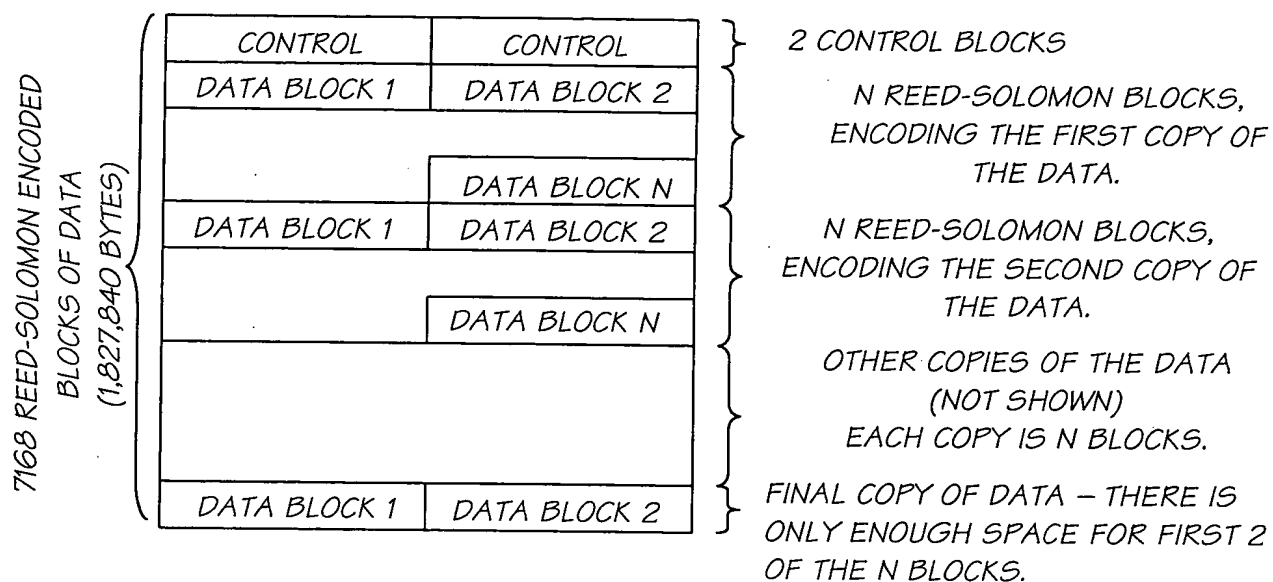 7168 REED-SOLOMON ENCODED
BLOCKS OF DATA
(1,827,840 BYTES)
CONTROL CONTROL
2 CONTROL BLOCKS
DATA BLOCK 1 DATA BLOCK 2
DATA BLOCK N
N REED-SOLOMON BLOCKS,
ENCODING THE FIRST COPY OF
THE DATA.
DATA BLOCK 1 DATA BLOCK 2
DATA BLOCK N
N REED-SOLOMON BLOCKS,
ENCODING THE SECOND COPY OF
THE DATA.
OTHER COPIES OF THE DATA
(NOT SHOWN)
EACH COPY IS N BLOCKS.
DATA BLOCK 1 DATA BLOCK 2
FINAL COPY OF DATA – THERE IS
ONLY ENOUGH SPACE FOR FIRST 2
OF THE N BLOCKS.